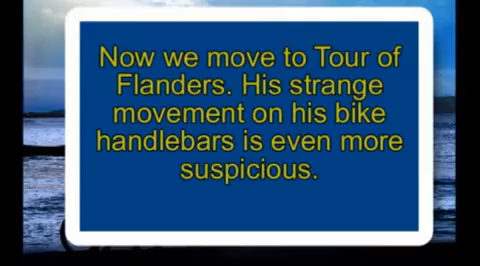 Now we move to Tour of
Flanders. His strange
movement on his bike
handlebars is even more
suspicious.